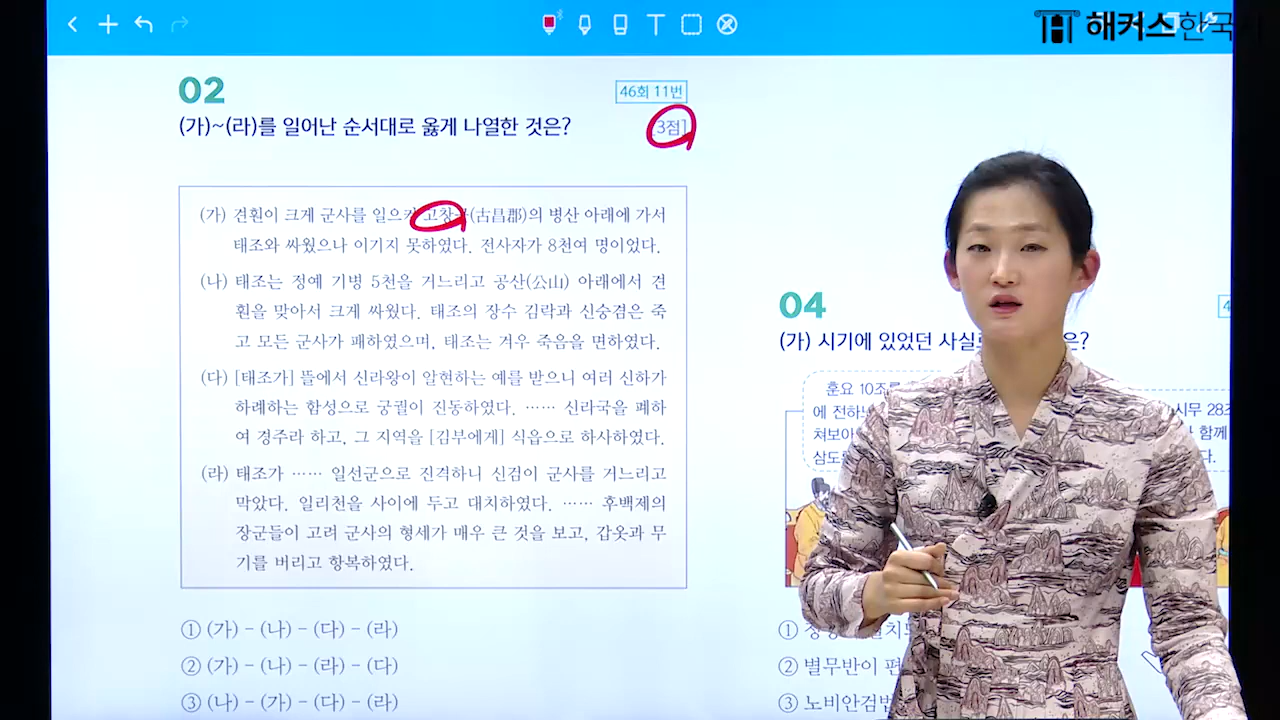 해커스한국
02
46회 11번
(가)~(라)를 일어난 순서대로 옳게 나열한 것은?
[3점]
(가) 견훤이 크게 군사를 일으켜 고창군(古昌郡)의 병산 아래에 가서
태조와 싸웠으나 이기지 못하였다. 전사자가 8천여 명이었다.
(나) 태조는 정예 기병 5천을 거느리고 공산(公山) 아래에서 견
훤을 맞아서 크게 싸웠다. 태조의 장수 김락과 신숭겸은 죽
고 모든 군사가 패하였으며, 태조는 겨우 죽음을 면하였다.
(다) [태조가] 뜰에서 신라왕이 알현하는 예를 받으니 여러 신하가
하례하는 함성으로 궁궐이 진동하였다. …… 신라국을 폐하
여 경주라 하고, 그 지역을 [김부에게] 식읍으로 하사하였다.
(라) 태조가 …… 일선군으로 진격하니 신검이 군사를 거느리고
막았다. 일리천을 사이에 두고 대치하였다. …… 후백제의
장군들이 고려 군사의 형세가 매우 큰 것을 보고, 갑옷과 무
기를 버리고 항복하였다.
① (가) - (나) - (다) - (라)
② (가) - (나) - (라) - (다)
③ (나) - (가) - (다) - (라)
04
(가) 시기에 있었던
훈요 10조를
에 전하
쳐보아
시무 28조
함께
①
② 별무반이 편
③ 노비안검법